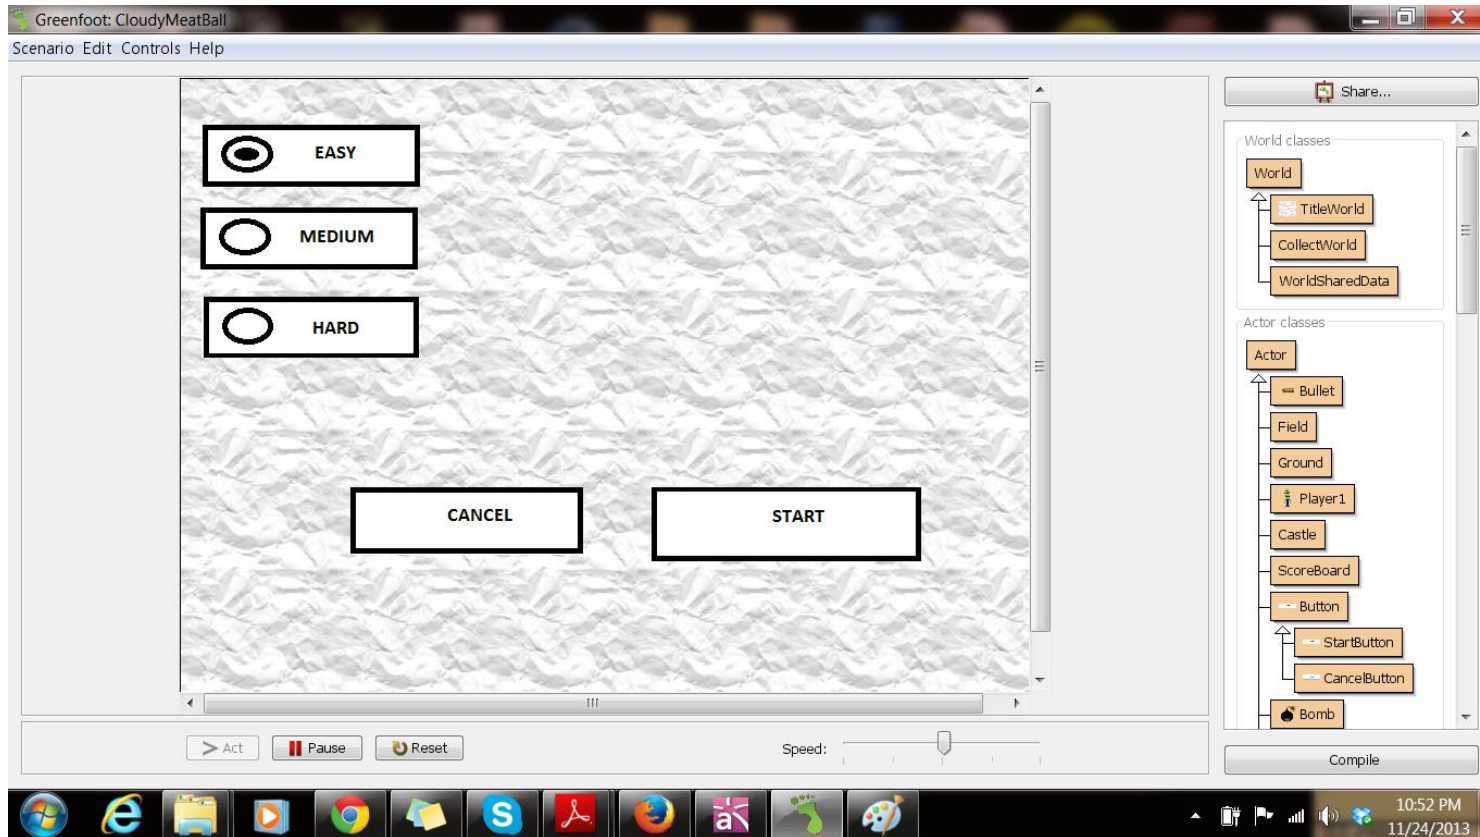 Greenfoot: CloudyMeatBall
Scenario Edit Controls Help
EASY
MEDIUM
HARD
CANCEL
START
Share...
World classes
World
TitleWorld
CollectWorld
WorldSharedData
Actor classes
Actor
Bullet
Field
Ground
Player1
Castle
ScoreBoard
Button
StartButton
CancelButton
Bomb
Compile
Act
Pause
Reset
Speed:
10:52 PM
11/24/2013